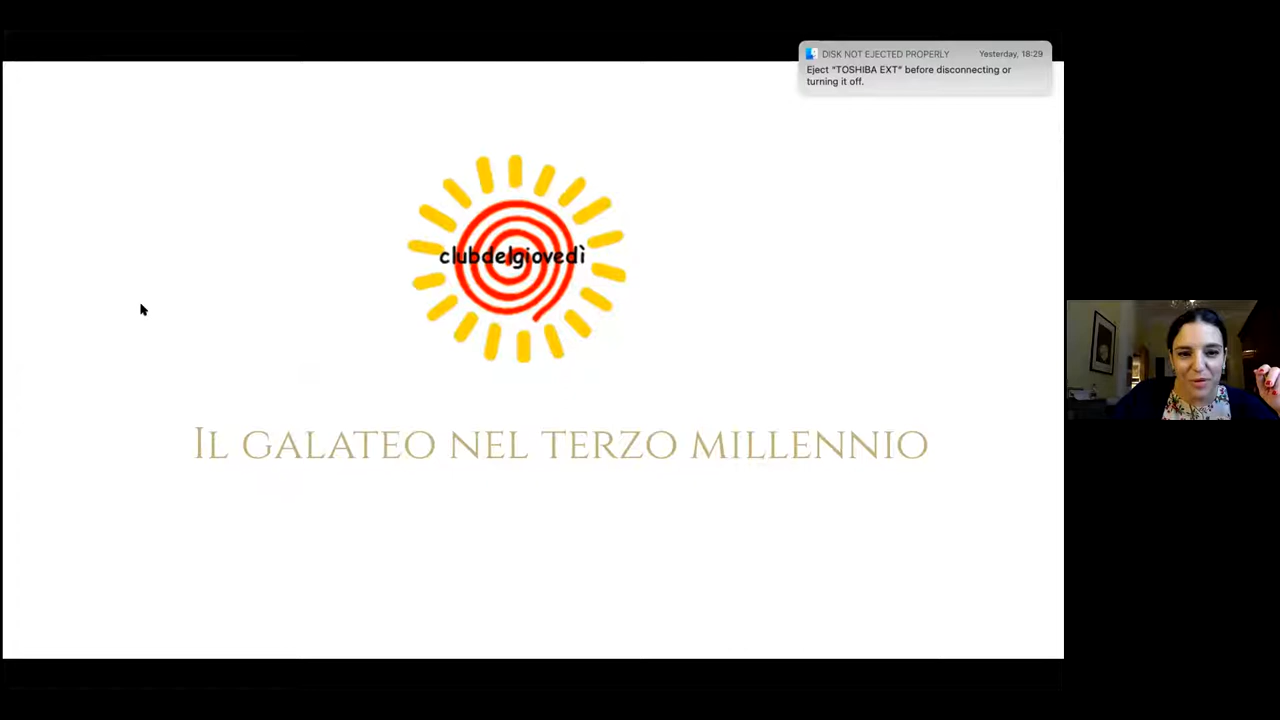 DISK NOT EJECTED PROPERLY Yesterday, 18:29
Eject “TOSHIBA EXT” before disconnecting or
turning it off.
clubdelgiovedì
IL GALATEO NEL TERZO MILLENNIO